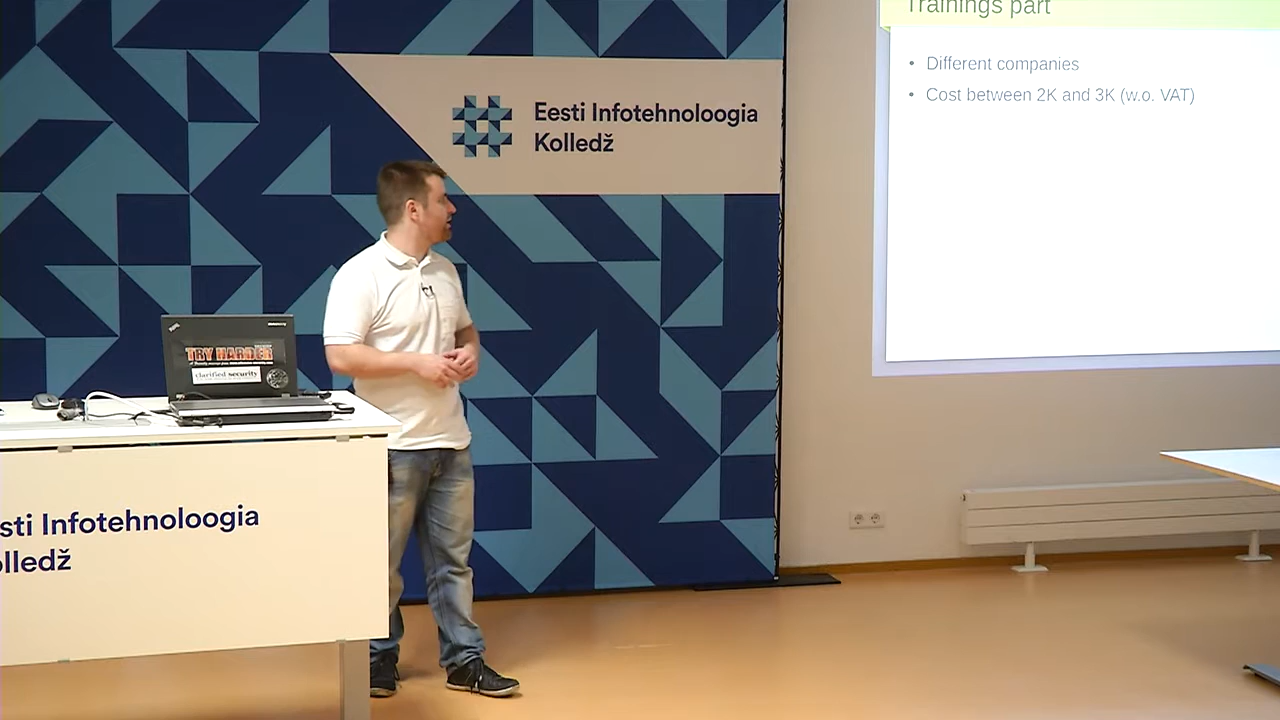 Trainings part
• Different companies
• Cost between 2K and 3K (w.o. VAT)
Eesti Infotehnoloogia
Kolledž
TRY HARDER
clarified security
sti Infotehnoloogia
olledž